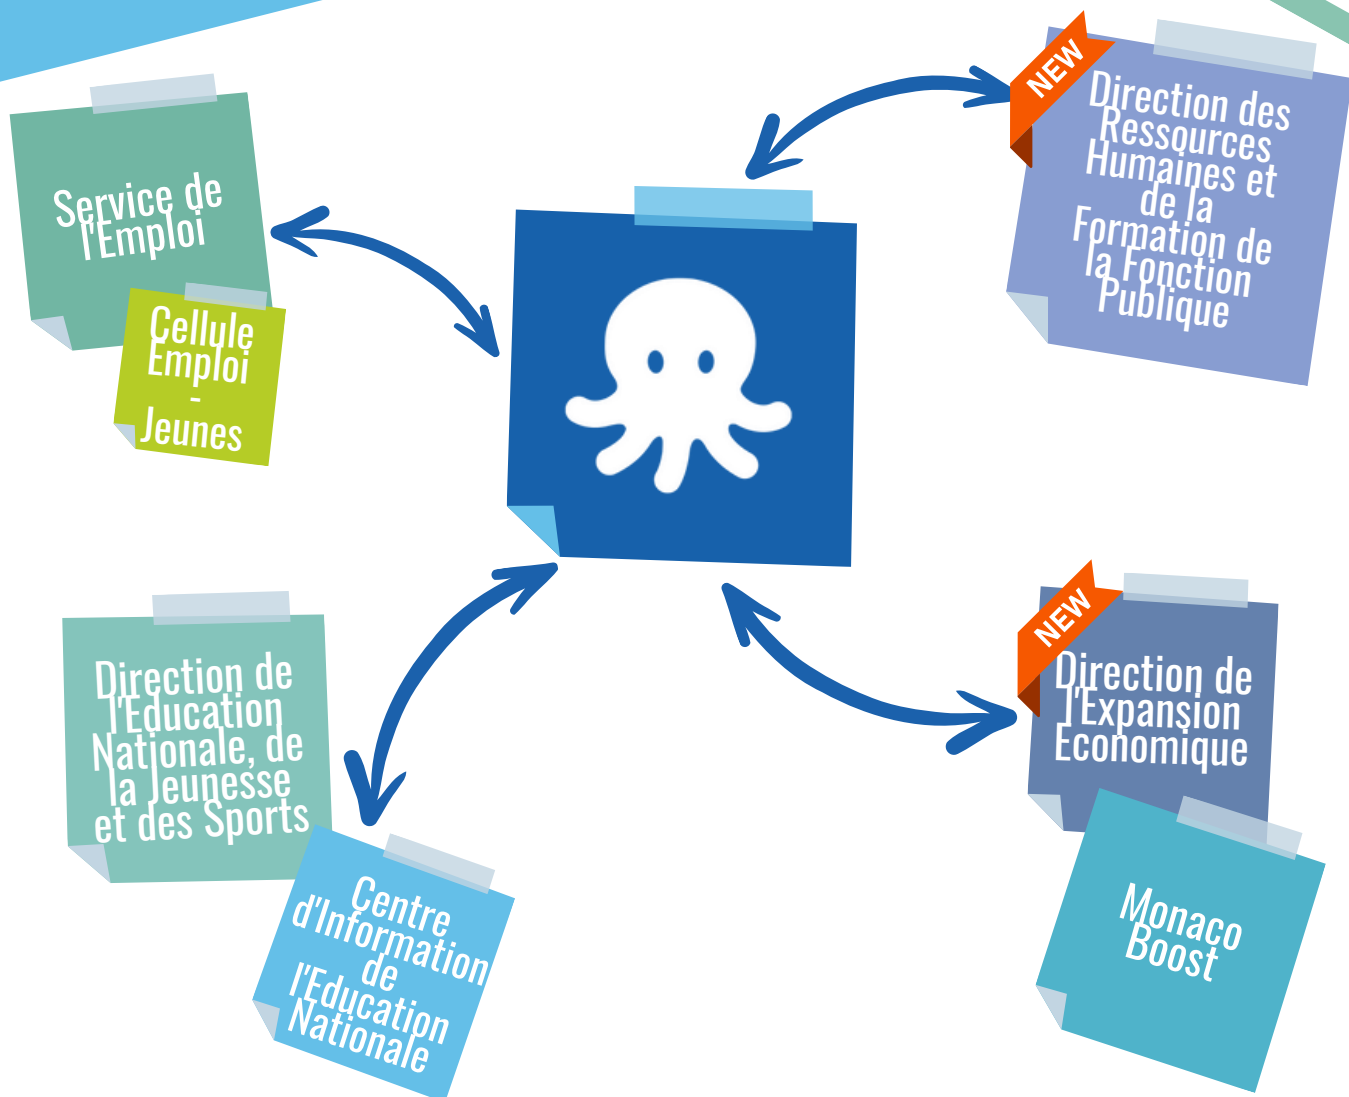 Service de
l'Emploi
Cellule
Emploi
-
Jeunes
NEW
Direction des
Ressources
Humaines et
de la
Formation de
la Fonction
Publique
Direction de
l'Education
Nationale, de
la Jeunesse
et des Sports
Centre
d'Information
de
l'Education
Nationale
NEW
Direction de
l'Expansion
Economique
Monaco
Boost